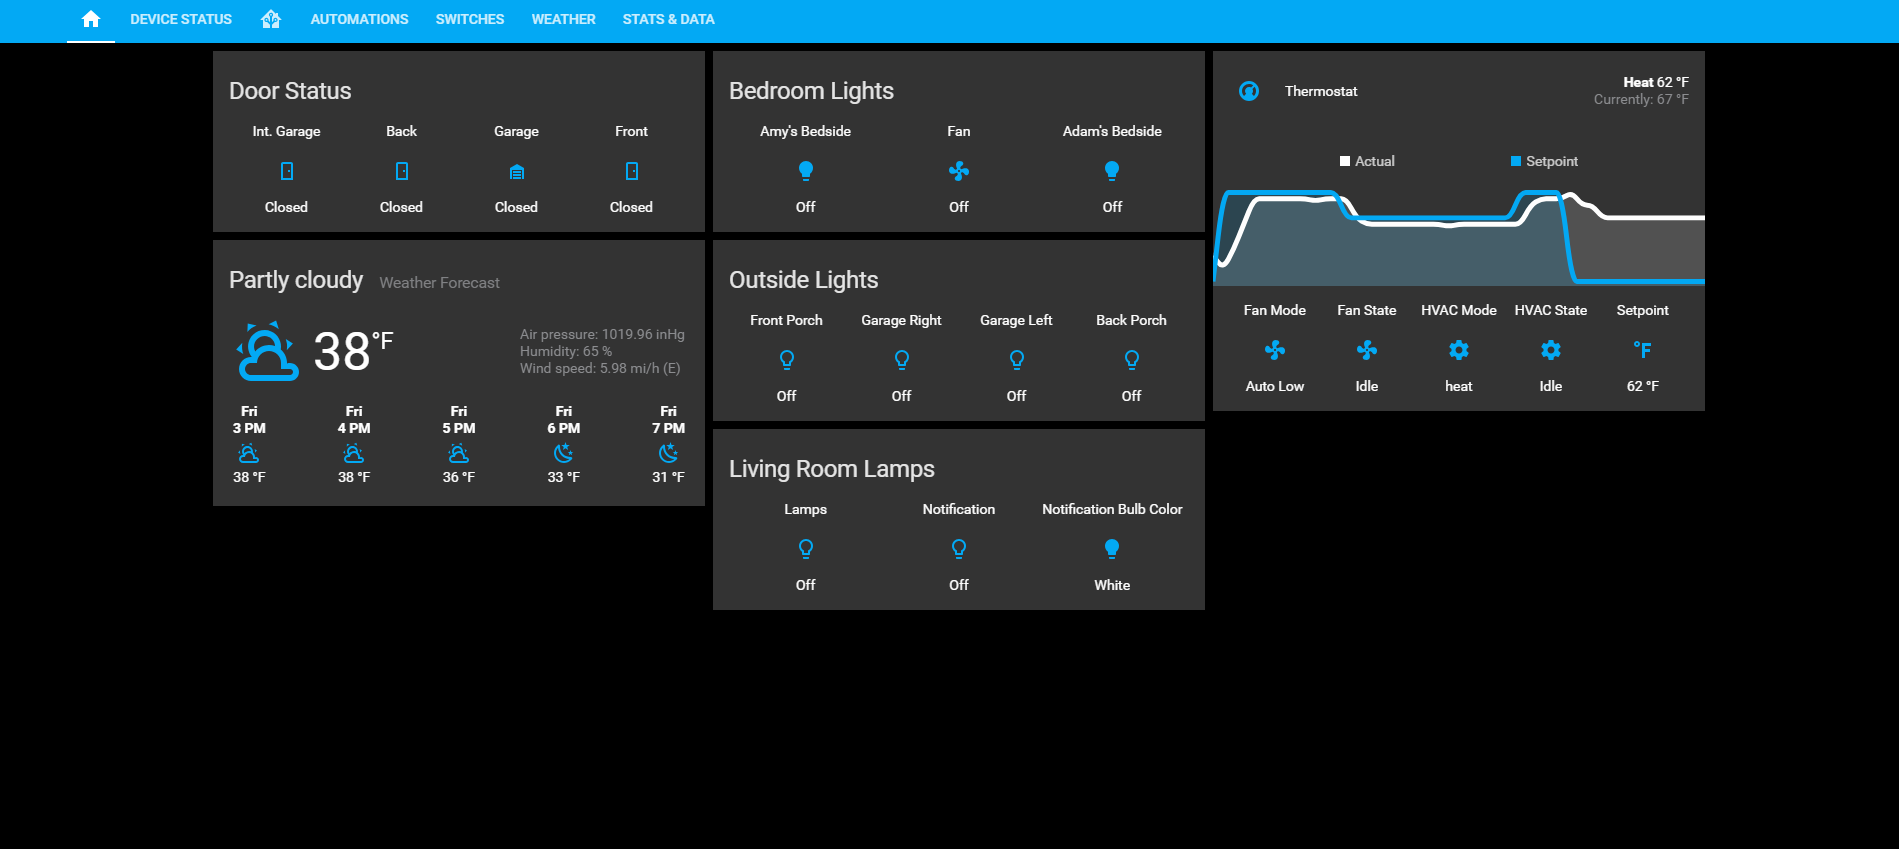 DEVICE STATUS AUTOMATIONS SWITCHES WEATHER STATS & DATA
Door Status
Int. Garage Back Garage Front
Closed Closed Closed Closed
Partly cloudy Weather Forecast
38 °F
Air pressure: 1019.96 inHg
Humidity: 65 %
Wind speed: 5.98 mi/h (E)
Fri Fri Fri Fri Fri
3 PM 4 PM 5 PM 6 PM 7 PM
38 °F 38 °F 36 °F 33 °F 31 °F
Bedroom Lights
Amy's Bedside Fan Adam's Bedside
Off Off Off
Outside Lights
Front Porch Garage Right Garage Left Back Porch
Off Off Off Off
Living Room Lamps
Lamps Notification Notification Bulb Color
Off Off White
Thermostat
Heat 62 °F
Currently: 67 °F
Actual Setpoint
Fan Mode Fan State HVAC Mode HVAC State Setpoint
°F
Auto Low Idle heat Idle 62 °F